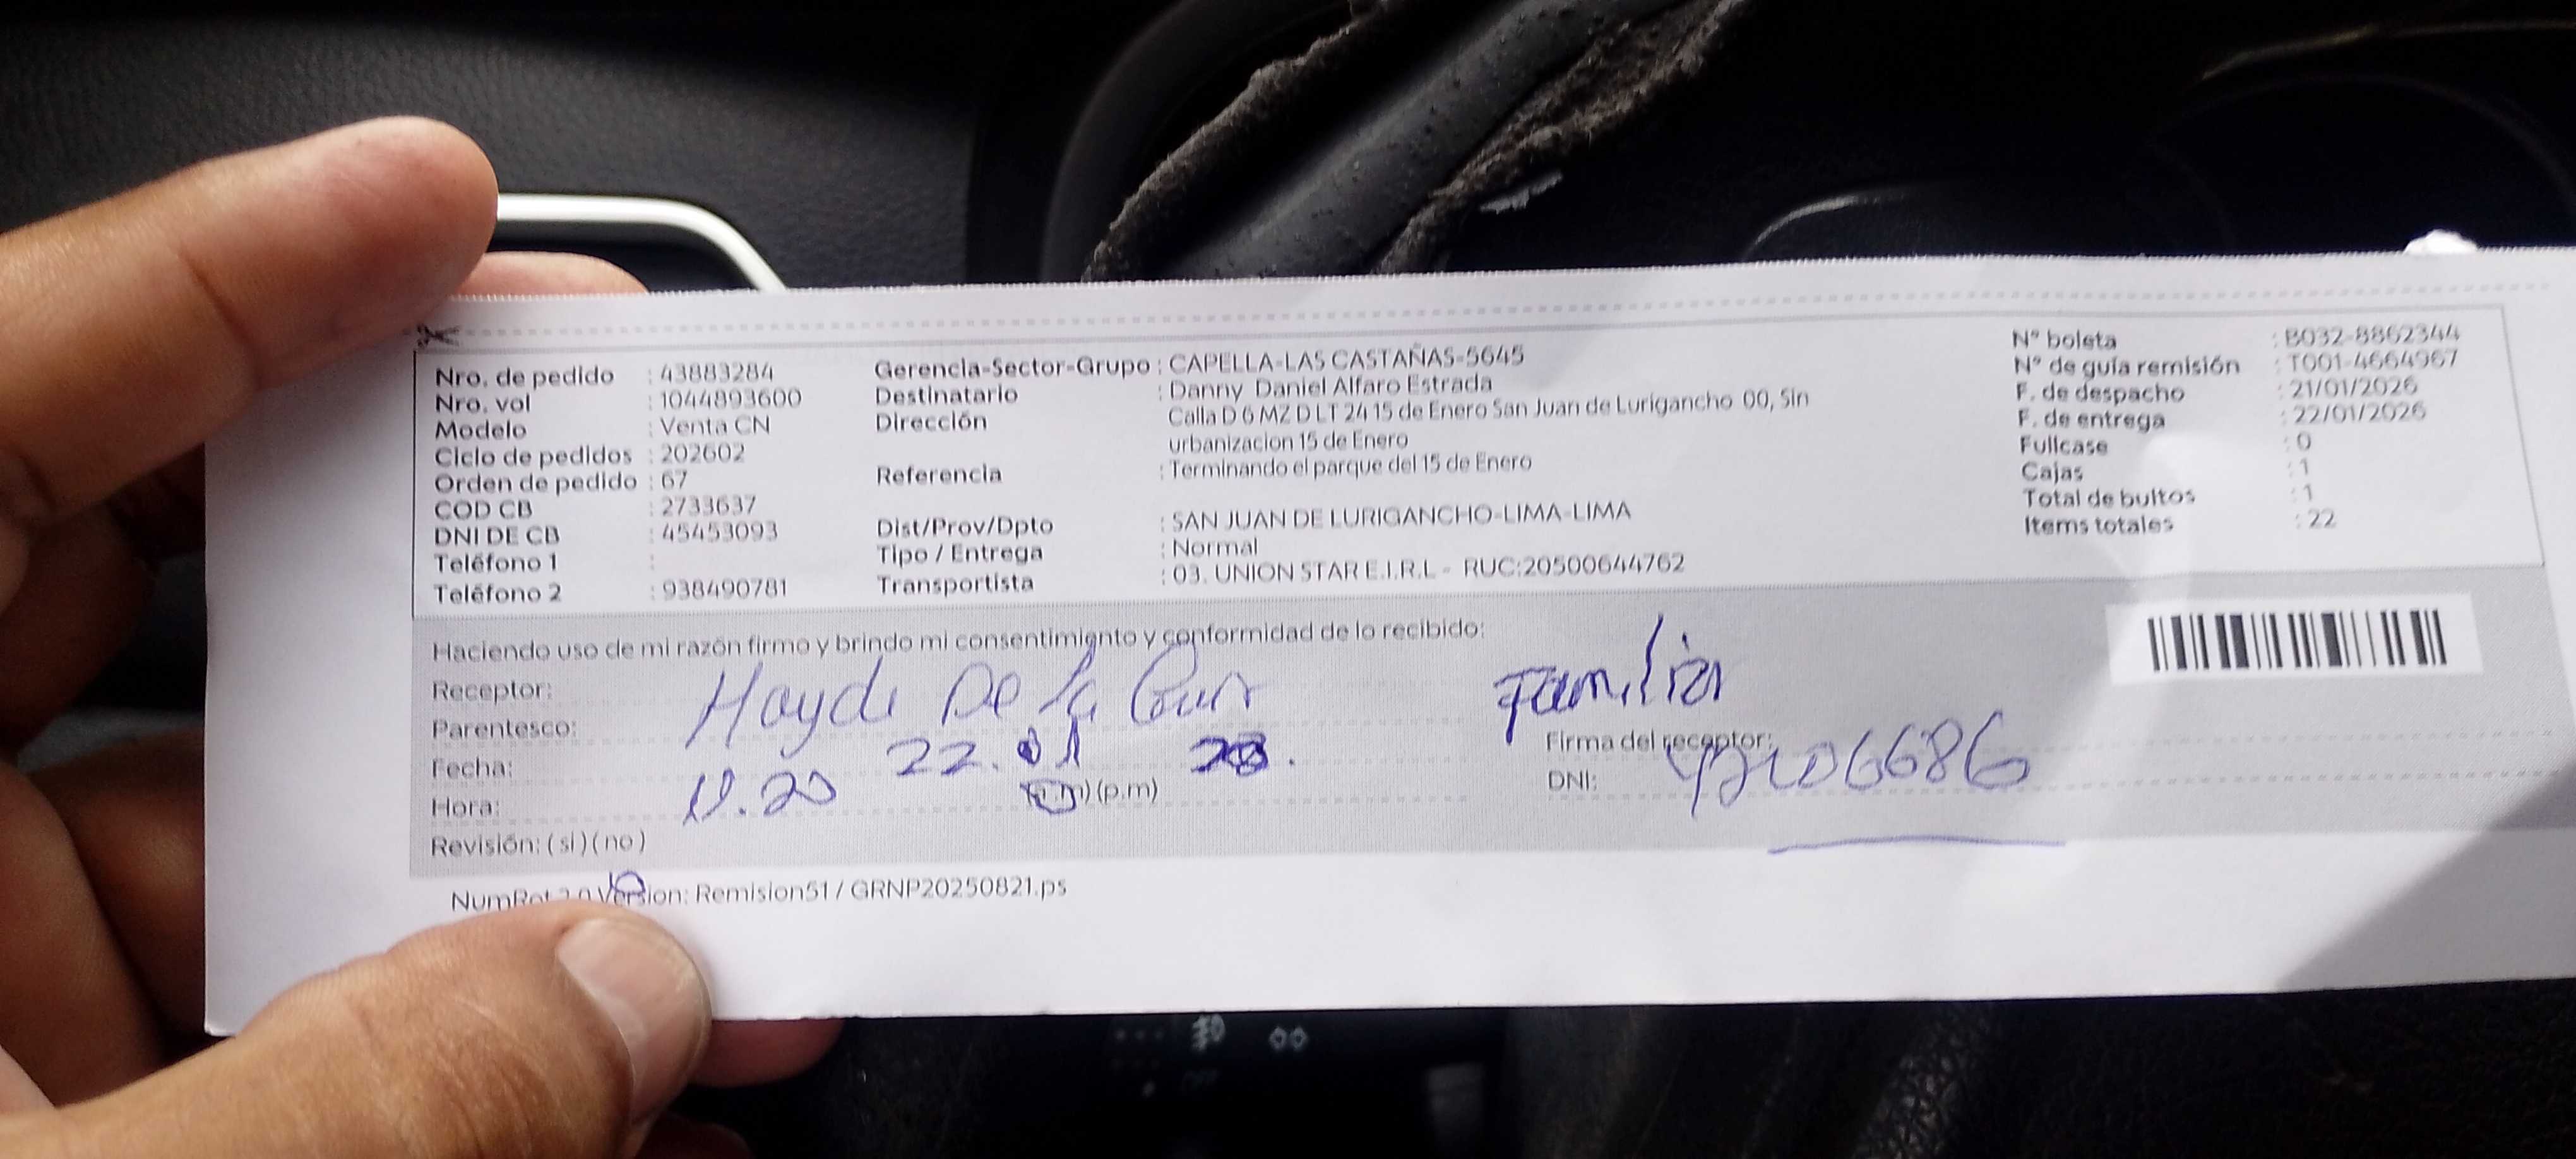 Nro. de pedido : 43883284
Nro. vol : 1044893600
Modelo : Venta CN
Ciclo de pedidos : 202602
Orden de pedido : 67
COD CB : 2733637
DNI DE CB : 45453093
Teléfono 1 :
Teléfono 2 : 938490781
Gerencia-Sector-Grupo : CAPELLA-LAS CASTAÑAS-5645
Destinatario : Danny Daniel Alfaro Estrada
Dirección : Calla D 6 MZ D LT 24 15 de Enero San Juan de Lurigancho 00, Sin
urbanizacion 15 de Enero
Referencia : Terminando el parque del 15 de Enero
Dist/Prov/Dpto : SAN JUAN DE LURIGANCHO-LIMA-LIMA
Tipo / Entrega : Normal
Transportista : 03. UNION STAR E.I.R.L - RUC:20500644762
N° boleta : B032-8862344
N° de guía remisión : T001-4664967
F. de despacho : 21/01/2026
F. de entrega : 22/01/2026
Fullcase : 0
Cajas : 1
Total de bultos : 1
Items totales : 22
Haciendo uso de mi razón firmo y brindo mi consentimiento y conformidad de lo recibido:
Receptor: Hayde De la Cruz
Parentesco: Familiar
Fecha: 22. 01
Hora: (a.m) (p.m)
Revisión: (si) (no)
Firma del receptor:
DNI:
NumRot 2.0 Version: Remision51 / GRNP20250821.ps